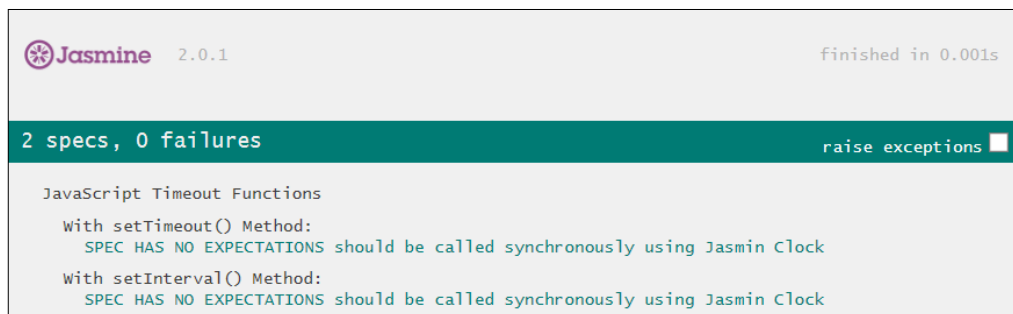 Jasmine 2.0.1 finished in 0.001s
2 specs, 0 failures raise exceptions
JavaScript Timeout Functions
With setTimeout() Method:
SPEC HAS NO EXPECTATIONS should be called synchronously using Jasmin Clock
With setInterval() Method:
SPEC HAS NO EXPECTATIONS should be called synchronously using Jasmin Clock